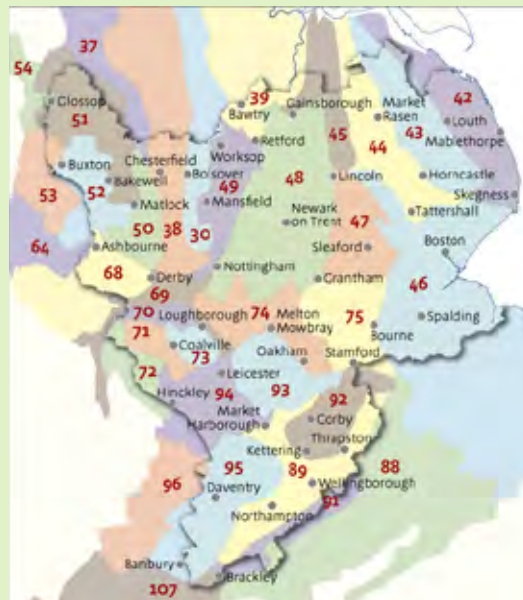 37
54
Glossop
51
39
Bawtry
Gainsborough
Market
Rasen
42
Louth
Mablethorpe
43
Buxton
52
Bakewell
Chesterfield
Bolsover
Worksop
Retford
45
44
Lincoln
Horncastle
53
Matlock
49
Mansfield
48
Skegness
Tattershall
64
50
38
30
Newark
on Trent
47
Sleaford
Boston
Ashbourne
68
Derby
Nottingham
Grantham
46
69
70
Loughborough
74
Melton
Mowbray
75
Spalding
Bourne
71
Coalville
73
Oakham
Stamford
72
Leicester
93
Hinckley
94
Market
Harborough
92
Corby
Thrapston
Kettering
96
95
Daventry
89
Wellingborough
88
91
Northampton
Banbury
Brackley
107